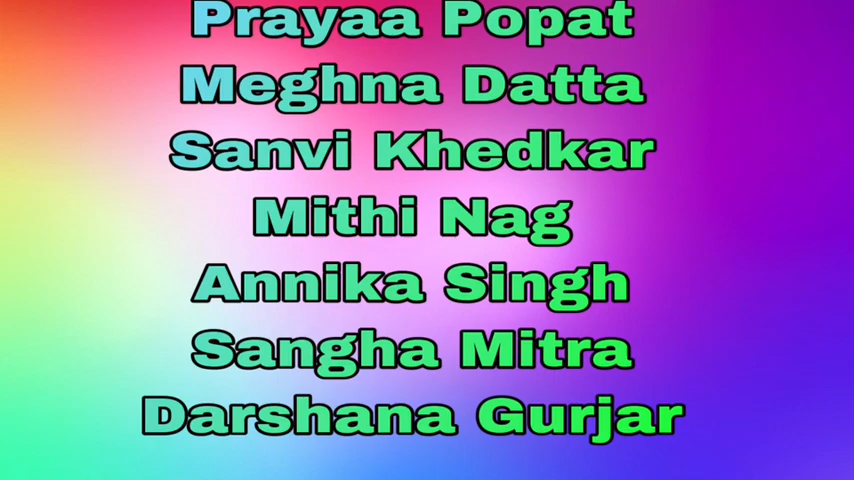 Prayaa Popat
Meghna Datta
Sanvi Khedkar
Mithi Nag
Annika Singh
Sangha Mitra
Darshana Gurjar